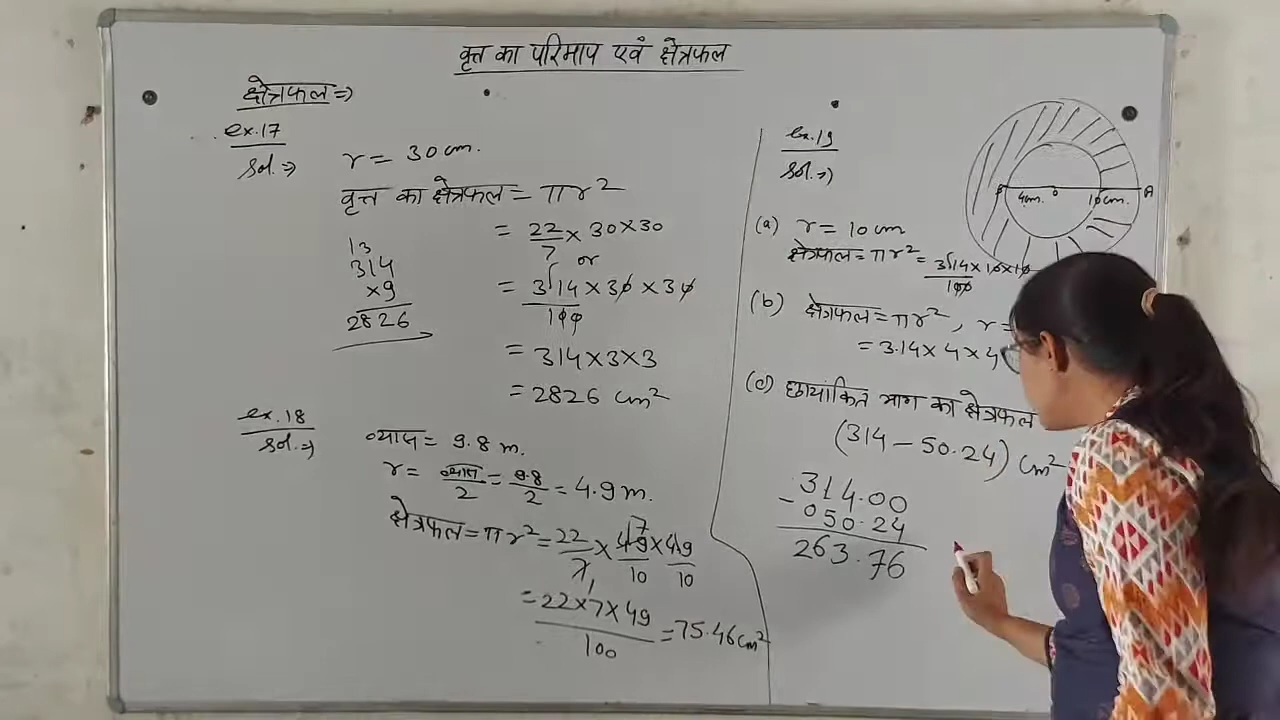 वृत्त का परिमाप एवं क्षेत्रफल
क्षेत्रफल ⇒
ex.17
sol. ⇒
r = 30 cm.
वृत्त का क्षेत्रफल = πr²
= 22/7 × 30 × 30
or
= 3.14 × 30 × 30 / 100
= 314 × 3 × 3
= 2826 cm²
13
314
×9
2826
ex.18
sol. ⇒
व्यास = 9.8 m.
r = व्यास/2 = 9.8/2 = 4.9 m.
क्षेत्रफल = πr² = 22/7 × 49/10 × 49/10
7
1
= 22×7×49/100 = 75.46 cm²
ex.19
sol. ⇒
4cm. o 10cm. A
(a) r = 10 cm
क्षेत्रफल = πr² = 3.14 × 10 × 10 / 100
(b) क्षेत्रफल = πr², r =
= 3.14 × 4 × 4
(c) छायांकित भाग का क्षेत्रफल
(314 – 50.24) cm²
314.00
- 050.24
263.76